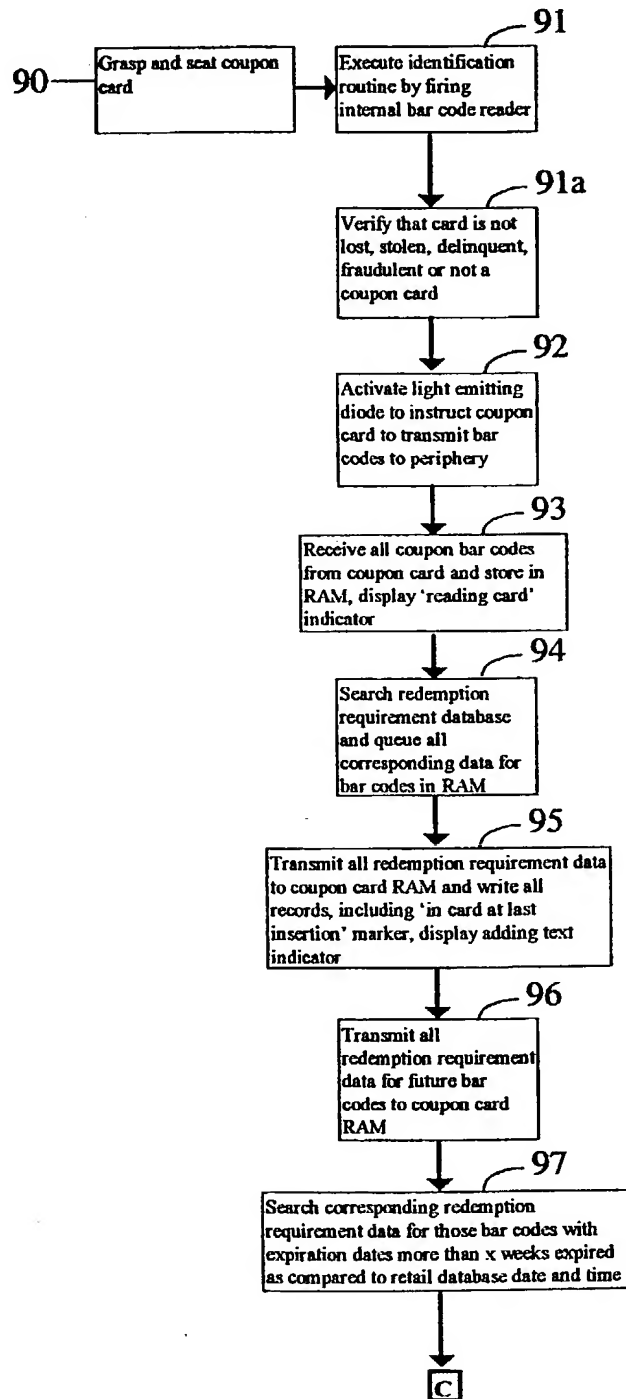 91
90
Grasp and seat coupon
card
Execute identification
routine by firing
internal bar code reader
91a
Verify that card is not
lost, stolen, delinquent,
fraudulent or not a
coupon card
92
Activate light emitting
diode to instruct coupon
card to transmit bar
codes to periphery
93
Receive all coupon bar codes
from coupon card and store in
RAM, display 'reading card'
indicator
94
Search redemption
requirement database
and queue all
corresponding data for
bar codes in RAM
95
Transmit all redemption requirement data
to coupon card RAM and write all
records, including 'in card at last
insertion' marker, display adding text
indicator
96
Transmit all
redemption requirement
data for future bar
codes to coupon card
RAM
97
Search corresponding redemption
requirement data for those bar codes with
expiration dates more than x weeks expired
as compared to retail database date and time
C